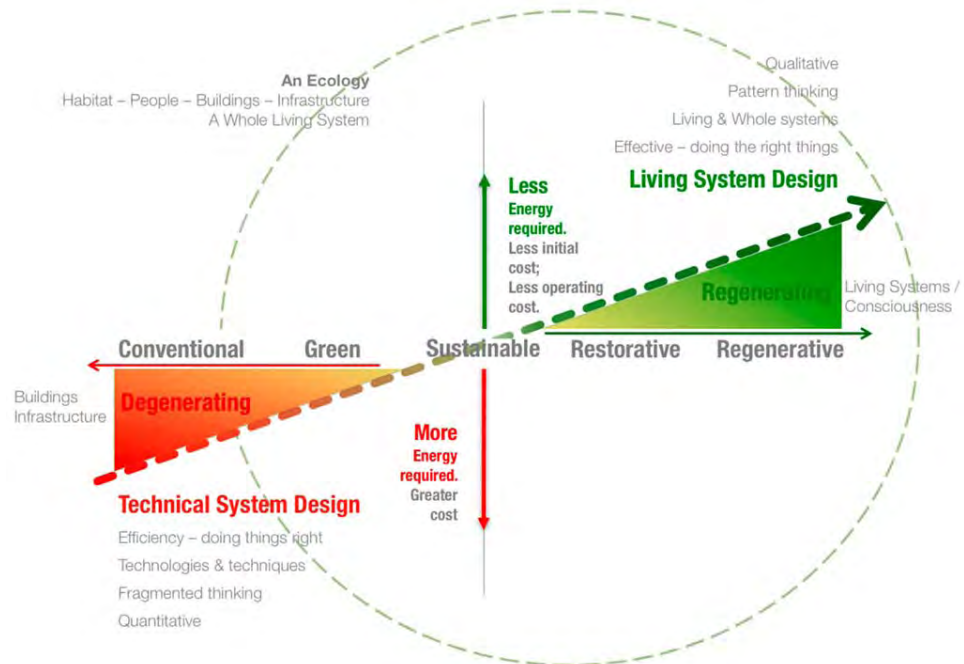 An Ecology
Habitat – People – Buildings – Infrastructure
A Whole Living System
Qualitative
Pattern thinking
Living & Whole systems
Effective – doing the right things
Living System Design
Less
Energy
required.
Less initial
cost;
Less operating
cost.
Regenerating
Living Systems /
Consciousness
Conventional
Green
Sustainable
Restorative
Regenerative
Buildings
Infrastructure
Degenerating
More
Energy
required.
Greater
cost
Technical System Design
Efficiency – doing things right
Technologies & techniques
Fragmented thinking
Quantitative